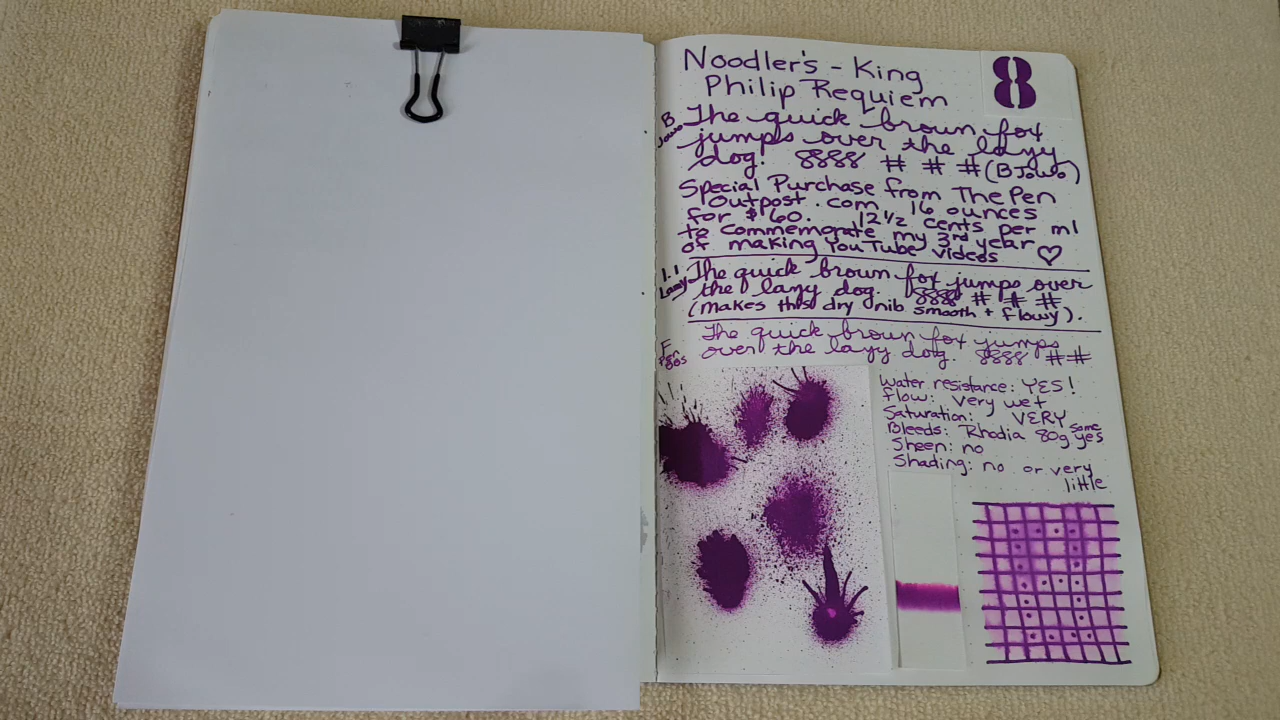 Noodler's - King
Philip Requiem
8
B Jowo
The quick brown fox
jumps over the lazy
dog. 8888 # # # (B Jowo)
Special Purchase from The Pen
Outpost.com 16 ounces
for $60. 12 1/2 cents per ml
to commemorate my 3rd year
of making YouTube videos ♡
1.1 Lamy
The quick brown fox jumps over
the lazy dog. 8888 # # #
(makes this dry nib smooth + flowy).
F
The quick brown fox jumps
over the lazy dog. 8888 ##
Water resistance: YES!
Flow: Very wet
Saturation: VERY
Bleeds: Rhodia 80g some yes
Sheen: no
Shading: no or very
little